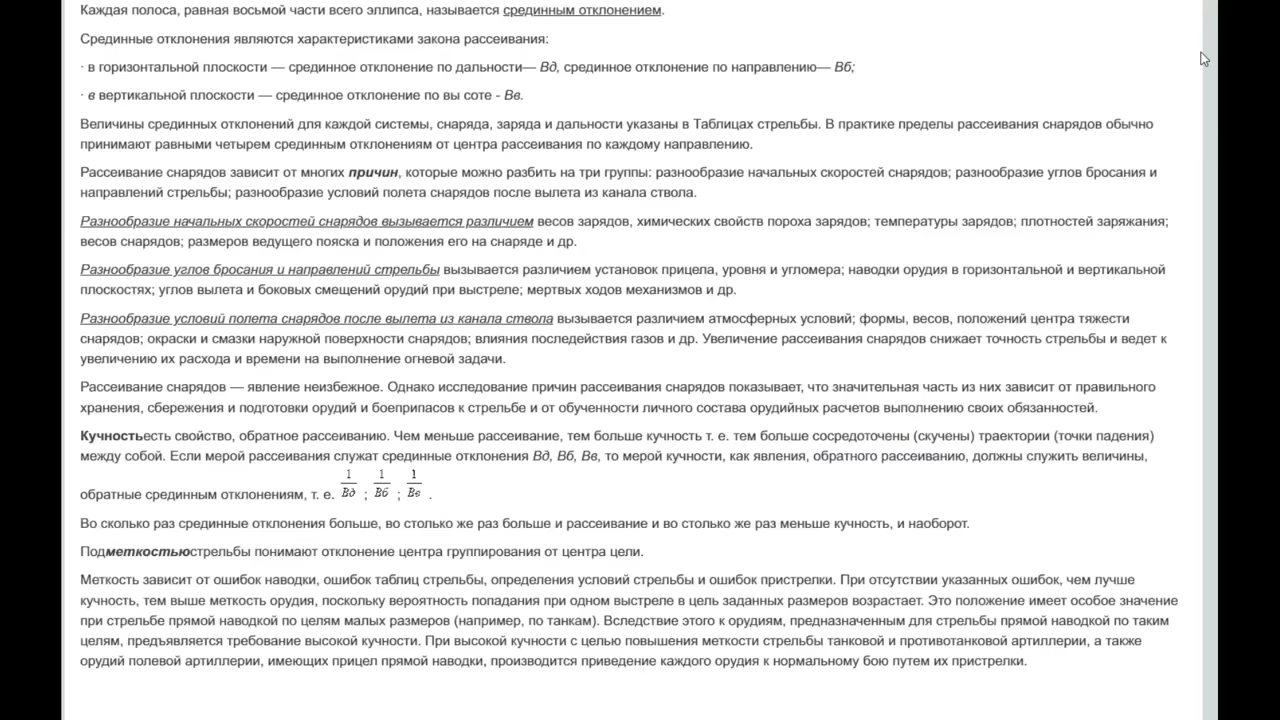 Каждая полоса, равная восьмой части всего эллипса, называется срединным отклонением.
Срединные отклонения являются характеристиками закона рассеивания:
· в горизонтальной плоскости — срединное отклонение по дальности— Вд, срединное отклонение по направлению— Вб;
· в вертикальной плоскости — срединное отклонение по вы соте - Вв.
Величины срединных отклонений для каждой системы, снаряда, заряда и дальности указаны в Таблицах стрельбы. В практике пределы рассеивания снарядов обычно
принимают равными четырем срединным отклонениям от центра рассеивания по каждому направлению.
Рассеивание снарядов зависит от многих причин, которые можно разбить на три группы: разнообразие начальных скоростей снарядов; разнообразие углов бросания и
направлений стрельбы; разнообразие условий полета снарядов после вылета из канала ствола.
Разнообразие начальных скоростей снарядов вызывается различием весов зарядов, химических свойств пороха зарядов; температуры зарядов; плотностей заряжания;
весов снарядов; размеров ведущего пояска и положения его на снаряде и др.
Разнообразие углов бросания и направлений стрельбы вызывается различием установок прицела, уровня и угломера; наводки орудия в горизонтальной и вертикальной
плоскостях; углов вылета и боковых смещений орудий при выстреле; мертвых ходов механизмов и др.
Разнообразие условий полета снарядов после вылета из канала ствола вызывается различием атмосферных условий; формы, весов, положений центра тяжести
снарядов; окраски и смазки наружной поверхности снарядов; влияния последействия газов и др. Увеличение рассеивания снарядов снижает точность стрельбы и ведет к
увеличению их расхода и времени на выполнение огневой задачи.
Рассеивание снарядов — явление неизбежное. Однако исследование причин рассеивания снарядов показывает, что значительная часть из них зависит от правильного
хранения, сбережения и подготовки орудий и боеприпасов к стрельбе и от обученности личного состава орудийных расчетов выполнению своих обязанностей.
Кучностьесть свойство, обратное рассеиванию. Чем меньше рассеивание, тем больше кучность т. е. тем больше сосредоточены (скучены) траектории (точки падения)
между собой. Если мерой рассеивания служат срединные отклонения Вд, Вб, Вв, то мерой кучности, как явления, обратного рассеиванию, должны служить величины,
обратные срединным отклонениям, т. е. 1/Вд ; 1/Вб ; 1/Вв .
Во сколько раз срединные отклонения больше, во столько же раз больше и рассеивание и во столько же раз меньше кучность, и наоборот.
Подметкостьюстрельбы понимают отклонение центра группирования от центра цели.
Меткость зависит от ошибок наводки, ошибок таблиц стрельбы, определения условий стрельбы и ошибок пристрелки. При отсутствии указанных ошибок, чем лучше
кучность, тем выше меткость орудия, поскольку вероятность попадания при одном выстреле в цель заданных размеров возрастает. Это положение имеет особое значение
при стрельбе прямой наводкой по целям малых размеров (например, по танкам). Вследствие этого к орудиям, предназначенным для стрельбы прямой наводкой по таким
целям, предъявляется требование высокой кучности. При высокой кучности с целью повышения меткости стрельбы танковой и противотанковой артиллерии, а также
орудий полевой артиллерии, имеющих прицел прямой наводки, производится приведение каждого орудия к нормальному бою путем их пристрелки.